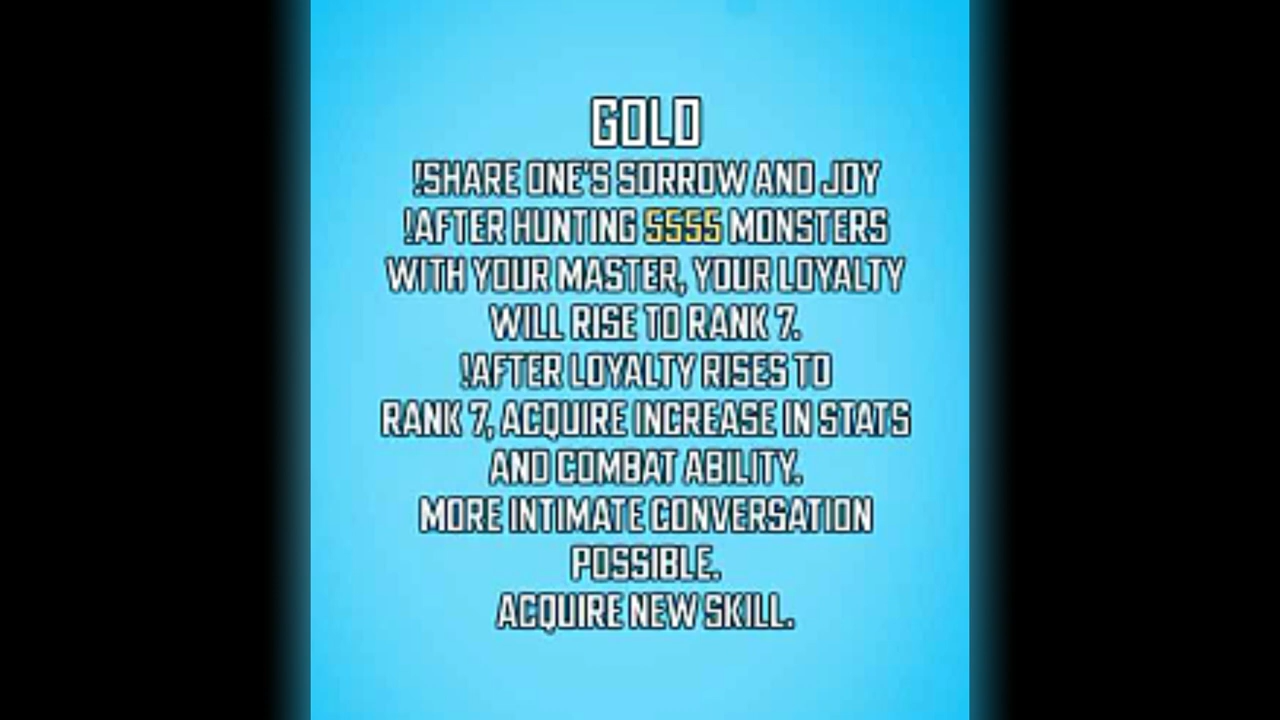 GOLD
!SHARE ONE'S SORROW AND JOY
!AFTER HUNTING 5555 MONSTERS
WITH YOUR MASTER, YOUR LOYALTY
WILL RISE TO RANK 7.
!AFTER LOYALTY RISES TO
RANK 7, ACQUIRE INCREASE IN STATS
AND COMBAT ABILITY.
MORE INTIMATE CONVERSATION
POSSIBLE.
ACQUIRE NEW SKILL.